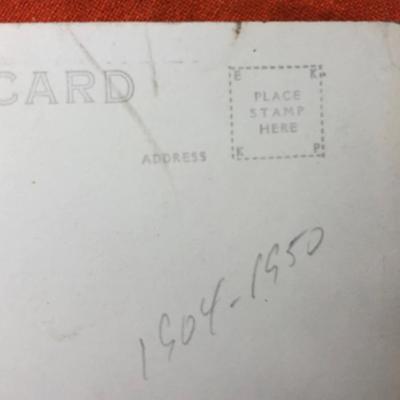 CARD
E K
PLACE
STAMP
HERE
ADDRESS
K P
1904-1950